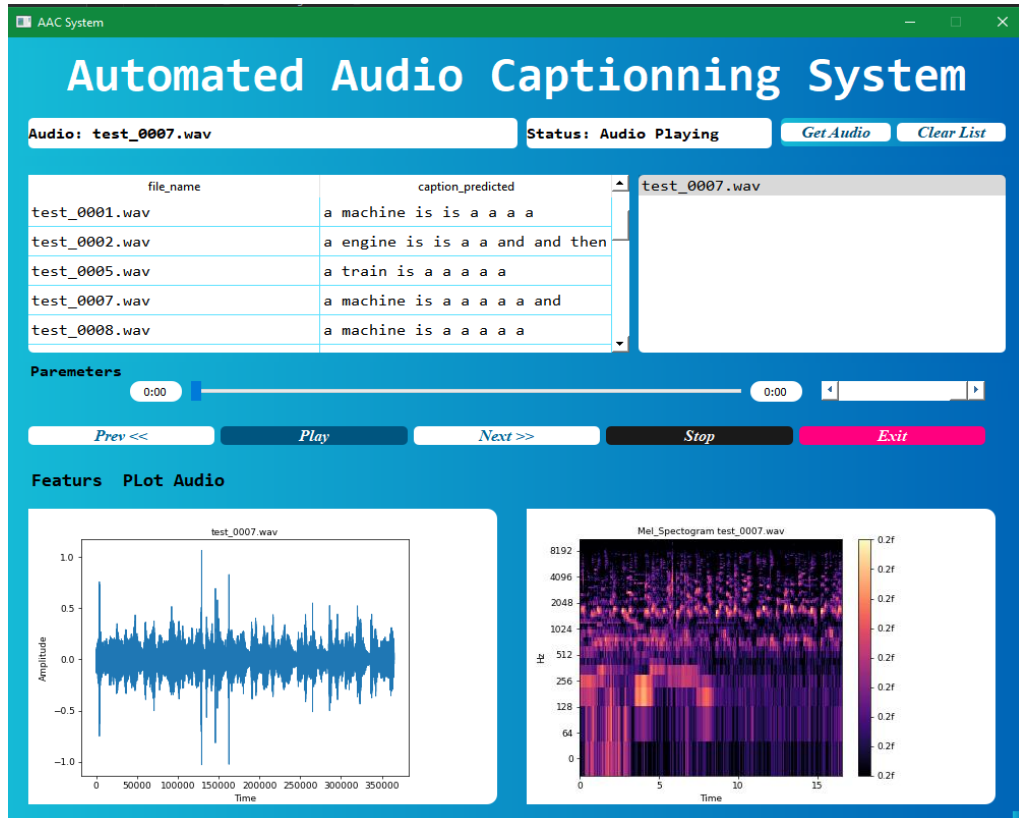 AAC System
Automated Audio Captionning System
Audio: test_0007.wav
Status: Audio Playing
Get Audio
Clear List
file_name
caption_predicted
test_0001.wav
a machine is is a a a a
test_0002.wav
a engine is is a a and and then
test_0005.wav
a train is a a a a a
test_0007.wav
a machine is a a a a a and
test_0008.wav
a machine is a a a a a
test_0007.wav
Paremeters
0:00
0:00
Prev <<
Play
Next >>
Stop
Exit
Featurs PLot Audio
test_0007.wav
1.0
0.5
0.0
−0.5
−1.0
Amplitude
0 50000 100000 150000 200000 250000 300000 350000
Time
Mel_Spectogram test_0007.wav
8192
4096
2048
1024
512
256
128
64
0
Hz
0 5 10 15
Time
0.2f
0.2f
0.2f
0.2f
0.2f
0.2f
0.2f
0.2f
0.2f